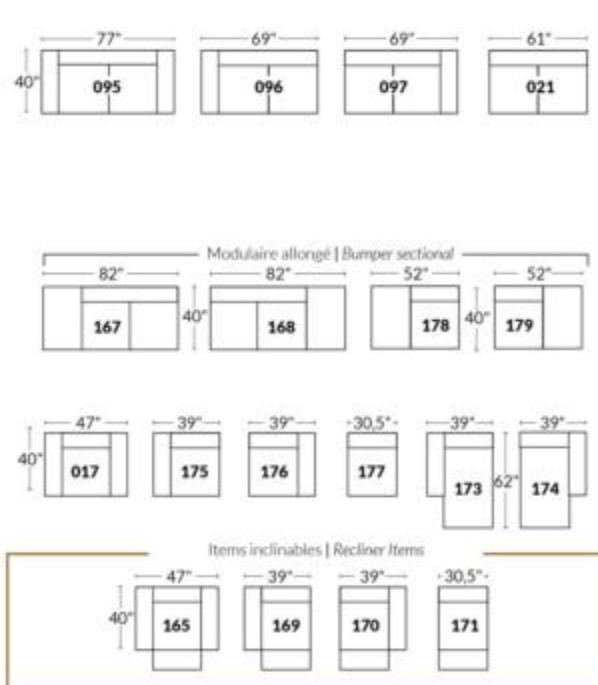 77" 69" 69" 61"
40"
095 096 097 021
Modulaire allongé | Bumper sectional
82" 82" 52" 52"
167 40" 168 178 40" 179
47" 39" 39" 30,5" 39" 39"
40" 017 175 176 177 173 62" 174
Items inclinables | Recliner Items
47" 39" 39" 30,5"
40" 165 169 170 171